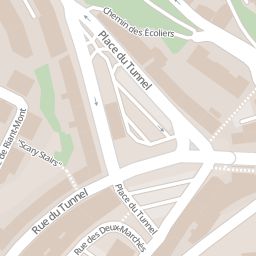 Chemin des Écoliers
Place du Tunnel
de Riant-Mont
"Scary Stairs"
Rue du Tunnel
Place du Tunnel
Rue des Deux-Marchés